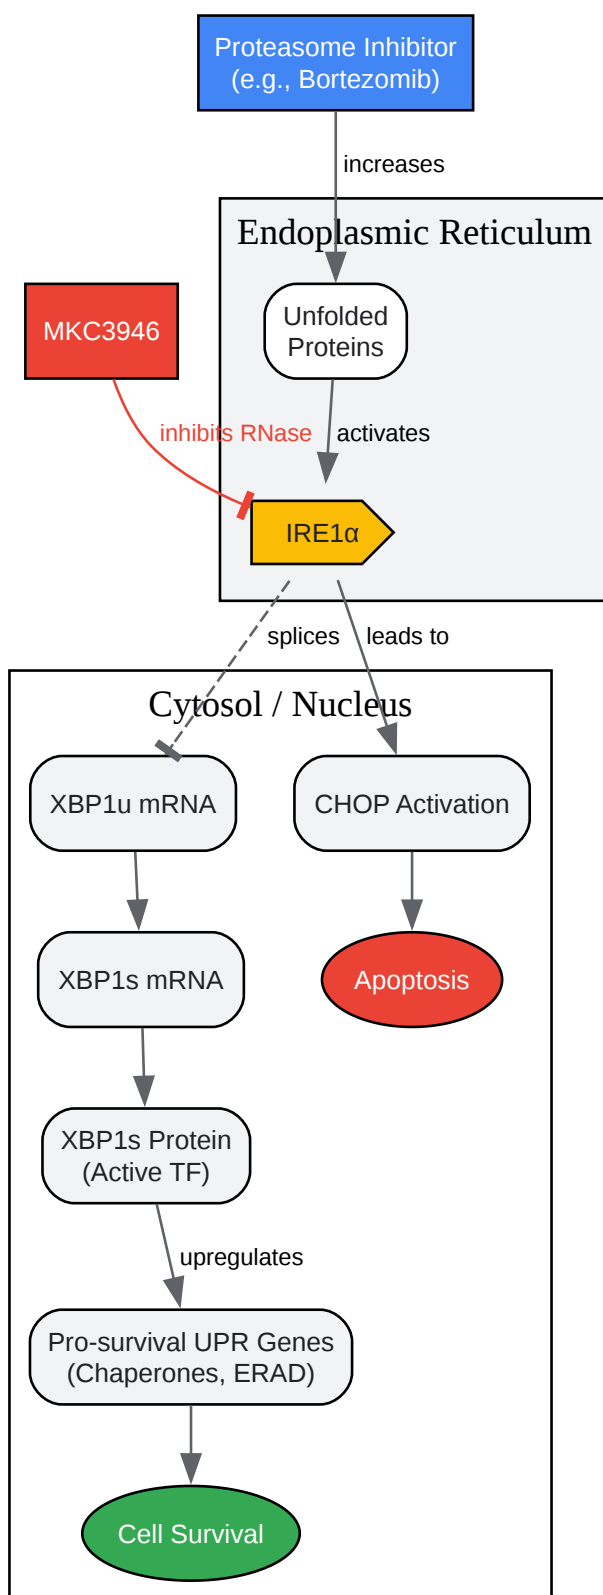 Proteasome Inhibitor
(e.g., Bortezomib)
increases
Endoplasmic Reticulum
MKC3946
Unfolded
Proteins
inhibits RNase
activates
IRE1α
splices
leads to
Cytosol / Nucleus
XBP1u mRNA
CHOP Activation
XBP1s mRNA
Apoptosis
XBP1s Protein
(Active TF)
upregulates
Pro-survival UPR Genes
(Chaperones, ERAD)
Cell Survival